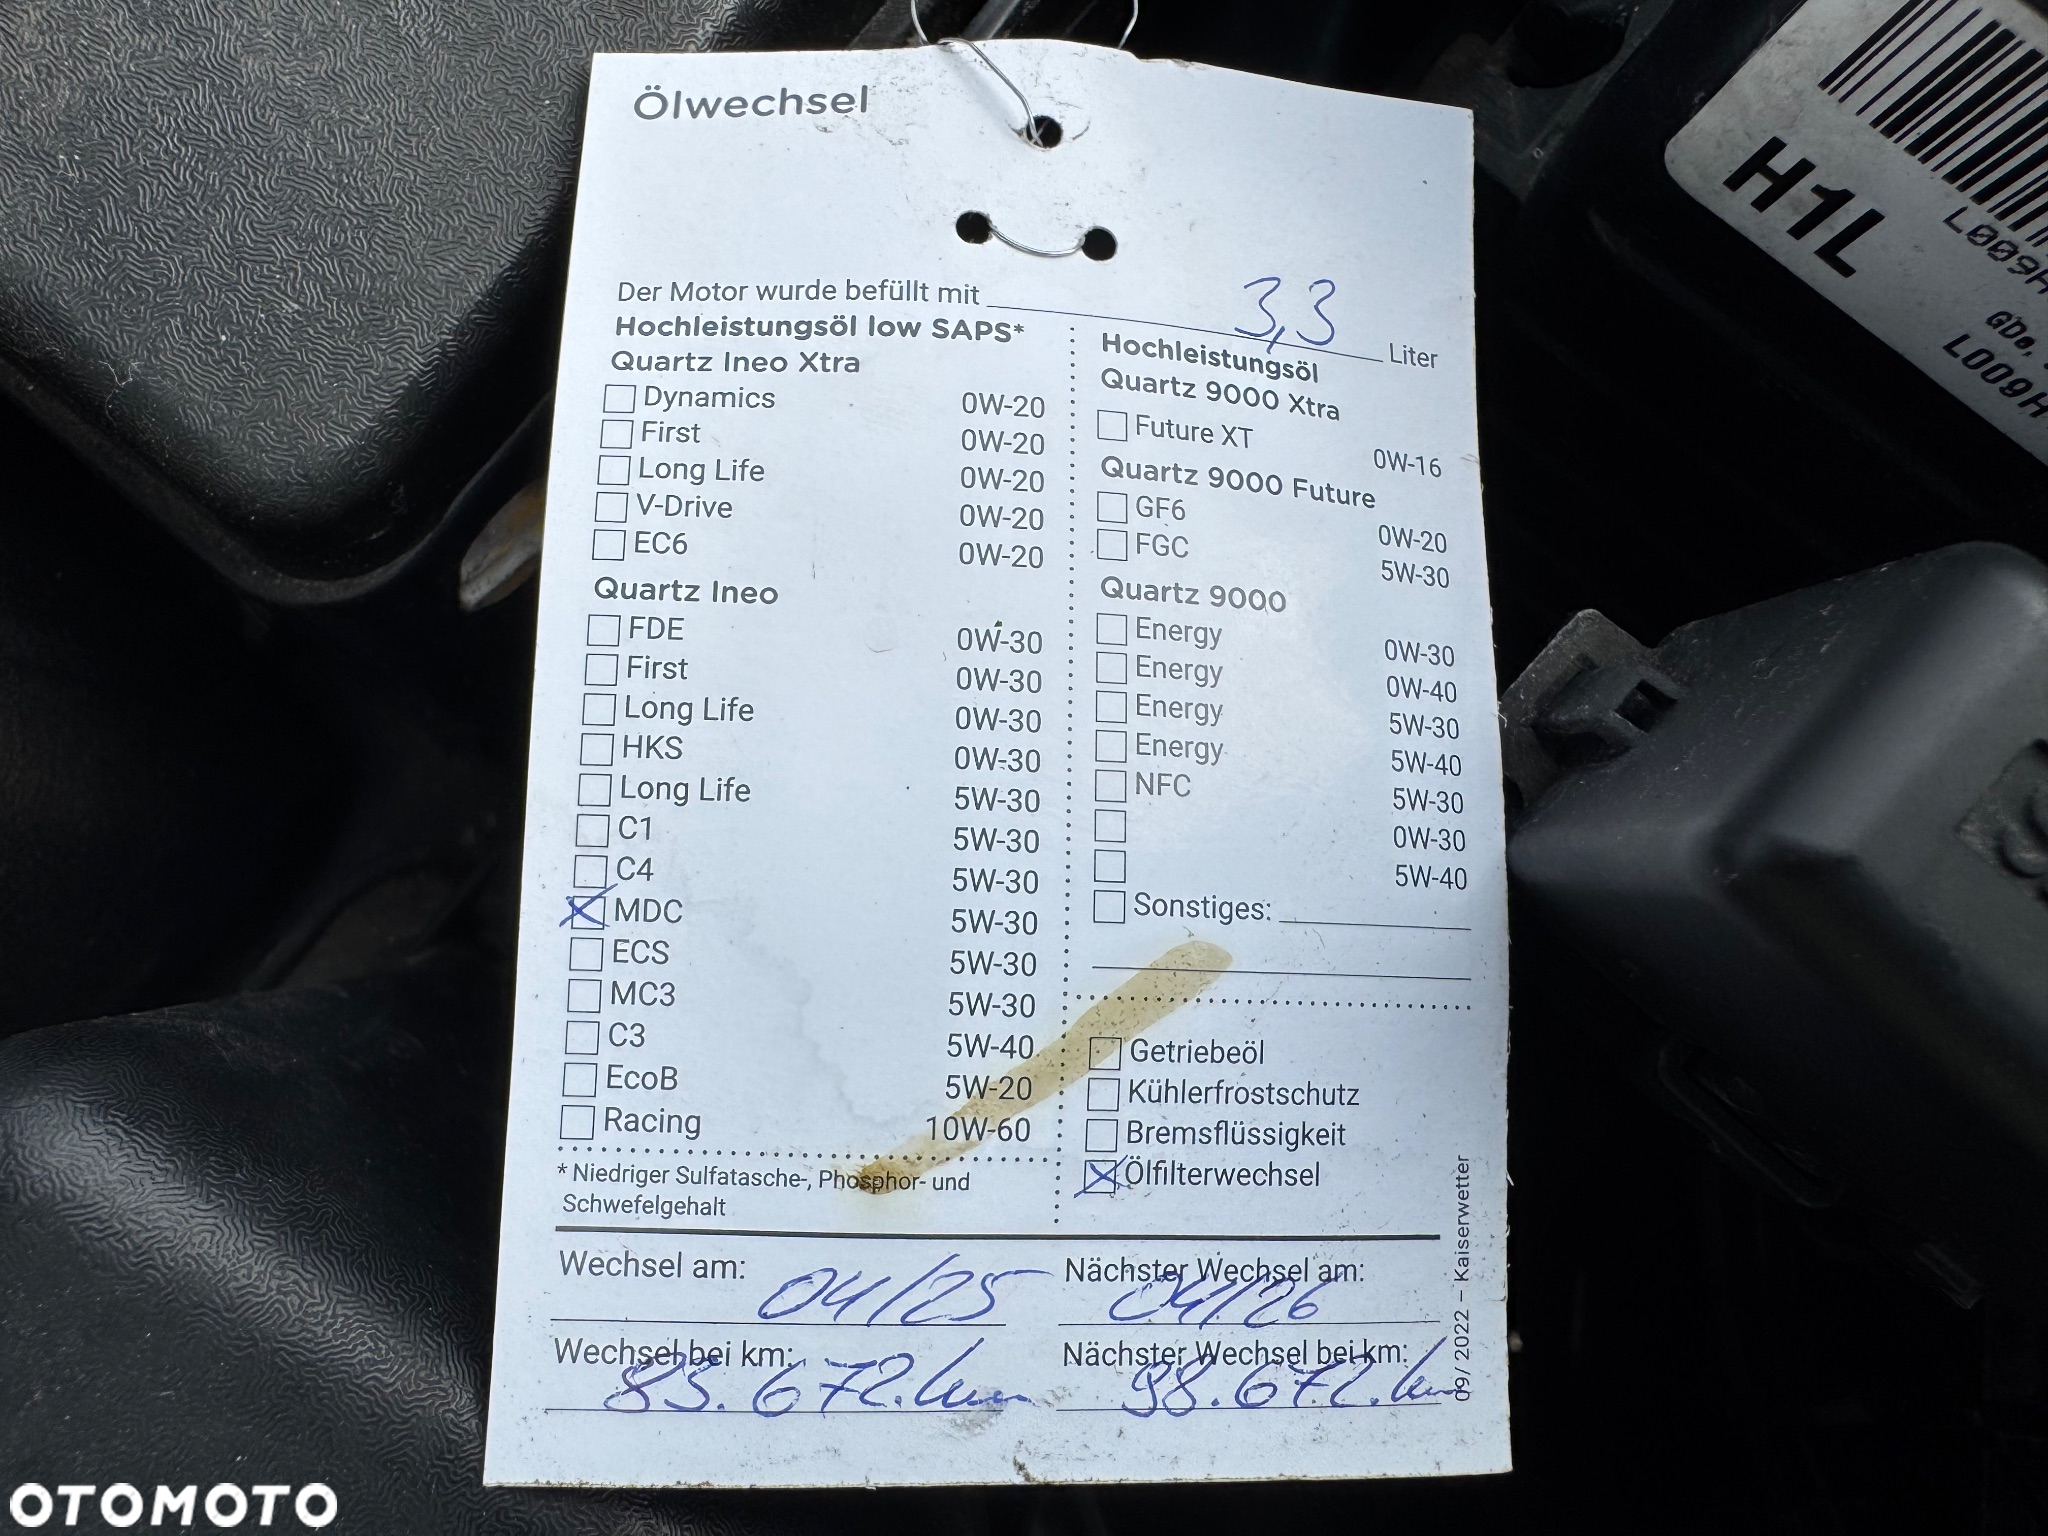 Ölwechsel
Der Motor wurde befüllt mit 3,3 Liter
Hochleistungsöl low SAPS*
Quartz Ineo Xtra
Dynamics 0W-20
First 0W-20
Long Life 0W-20
V-Drive 0W-20
EC6 0W-20
Quartz Ineo
FDE 0W-30
First 0W-30
Long Life 0W-30
HKS 0W-30
Long Life 5W-30
C1 5W-30
C4 5W-30
MDC 5W-30
ECS 5W-30
MC3 5W-30
C3 5W-40
EcoB 5W-20
Racing 10W-60
* Niedriger Sulfatasche-, Phosphor- und
Schwefelgehalt
Hochleistungsöl
Quartz 9000 Xtra
Future XT 0W-16
Quartz 9000 Future
GF6 0W-20
FGC 5W-30
Quartz 9000
Energy 0W-30
Energy 0W-40
Energy 5W-30
Energy 5W-40
NFC 5W-30
0W-30
5W-40
Sonstiges:
Getriebeöl
Kühlerfrostschutz
Bremsflüssigkeit
Ölfilterwechsel
Wechsel am: 04/25
Nächster Wechsel am: 04/26
Wechsel bei km: 83.672.km
Nächster Wechsel bei km: 98.672.km
09/2022 – Kaiserwetter
H1L
OTOMOTO